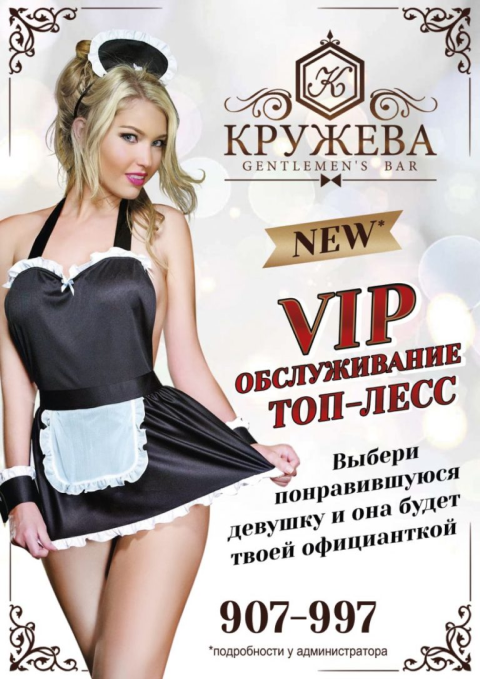 К
КРУЖЕВА
GENTLEMEN'S BAR
NEW*
VIP
ОБСЛУЖИВАНИЕ
ТОП-ЛЕСС
Выбери
понравившуюся
девушку и она будет
твоей официанткой
907-997
*подробности у администратора